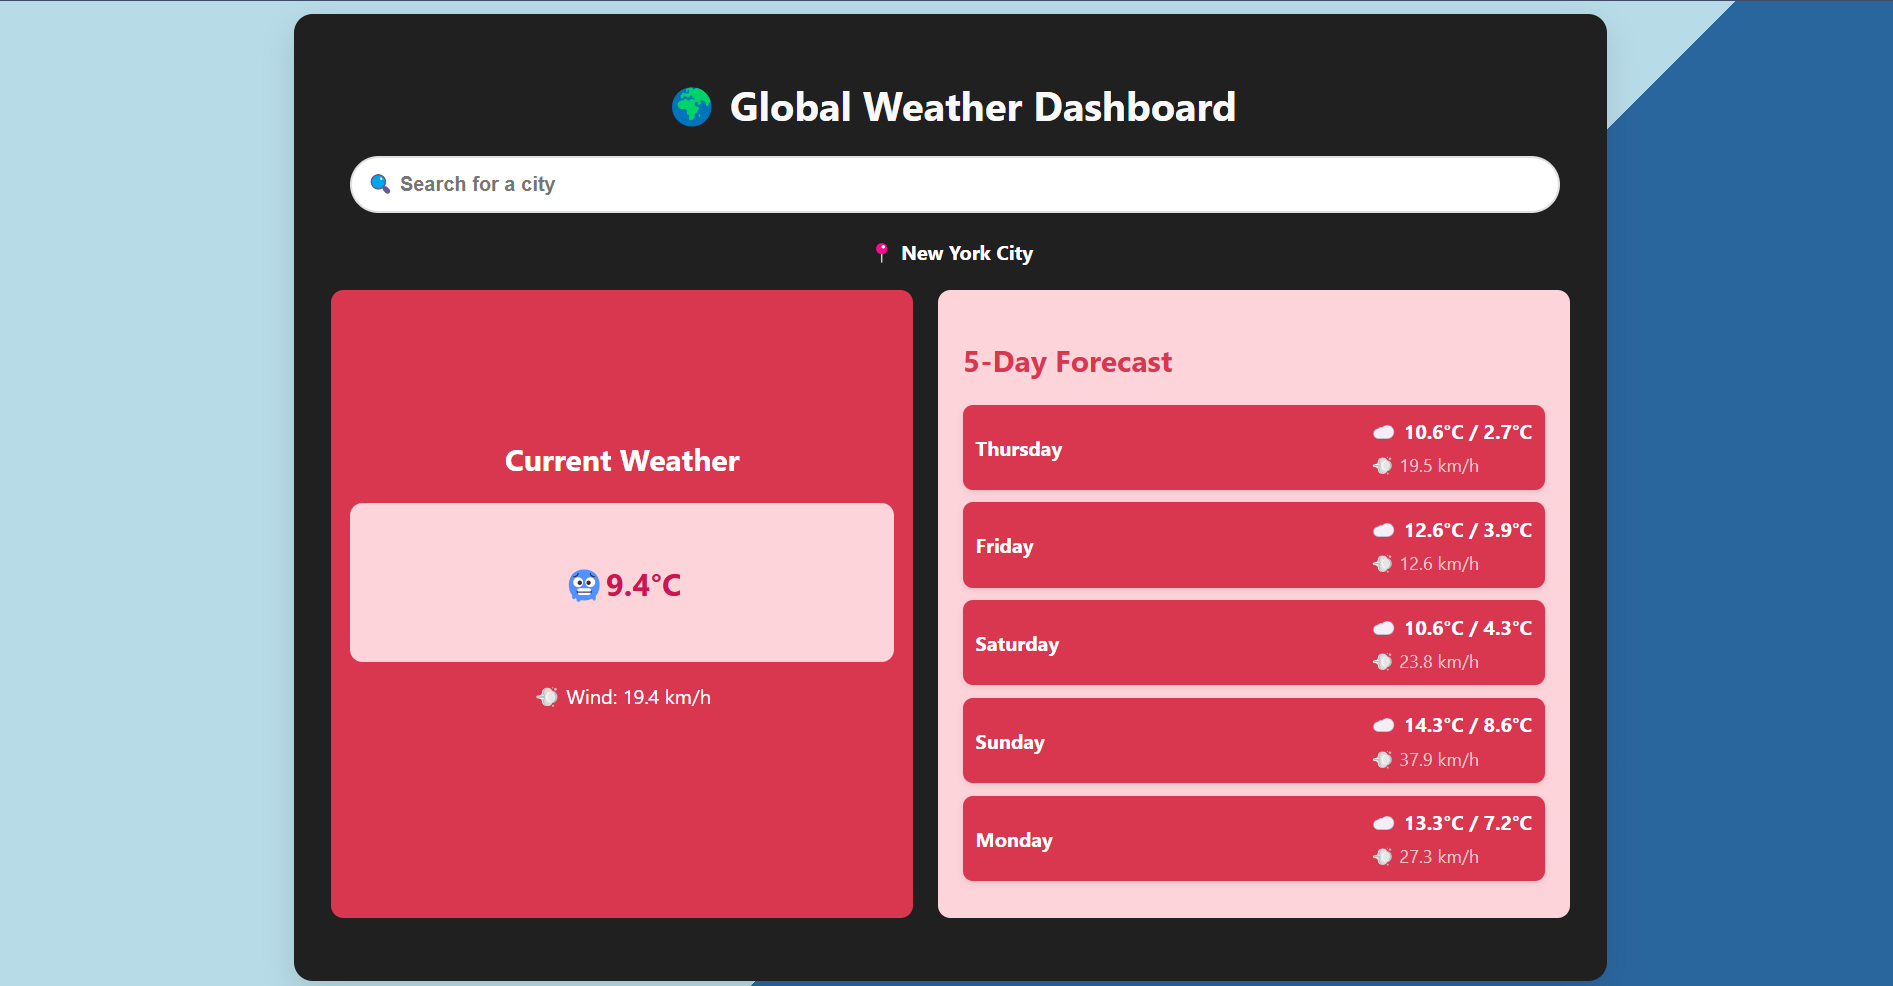 Global Weather Dashboard
Search for a city
New York City
Current Weather
9.4°C
Wind: 19.4 km/h
5-Day Forecast
Thursday
10.6°C / 2.7°C
19.5 km/h
Friday
12.6°C / 3.9°C
12.6 km/h
Saturday
10.6°C / 4.3°C
23.8 km/h
Sunday
14.3°C / 8.6°C
37.9 km/h
Monday
13.3°C / 7.2°C
27.3 km/h